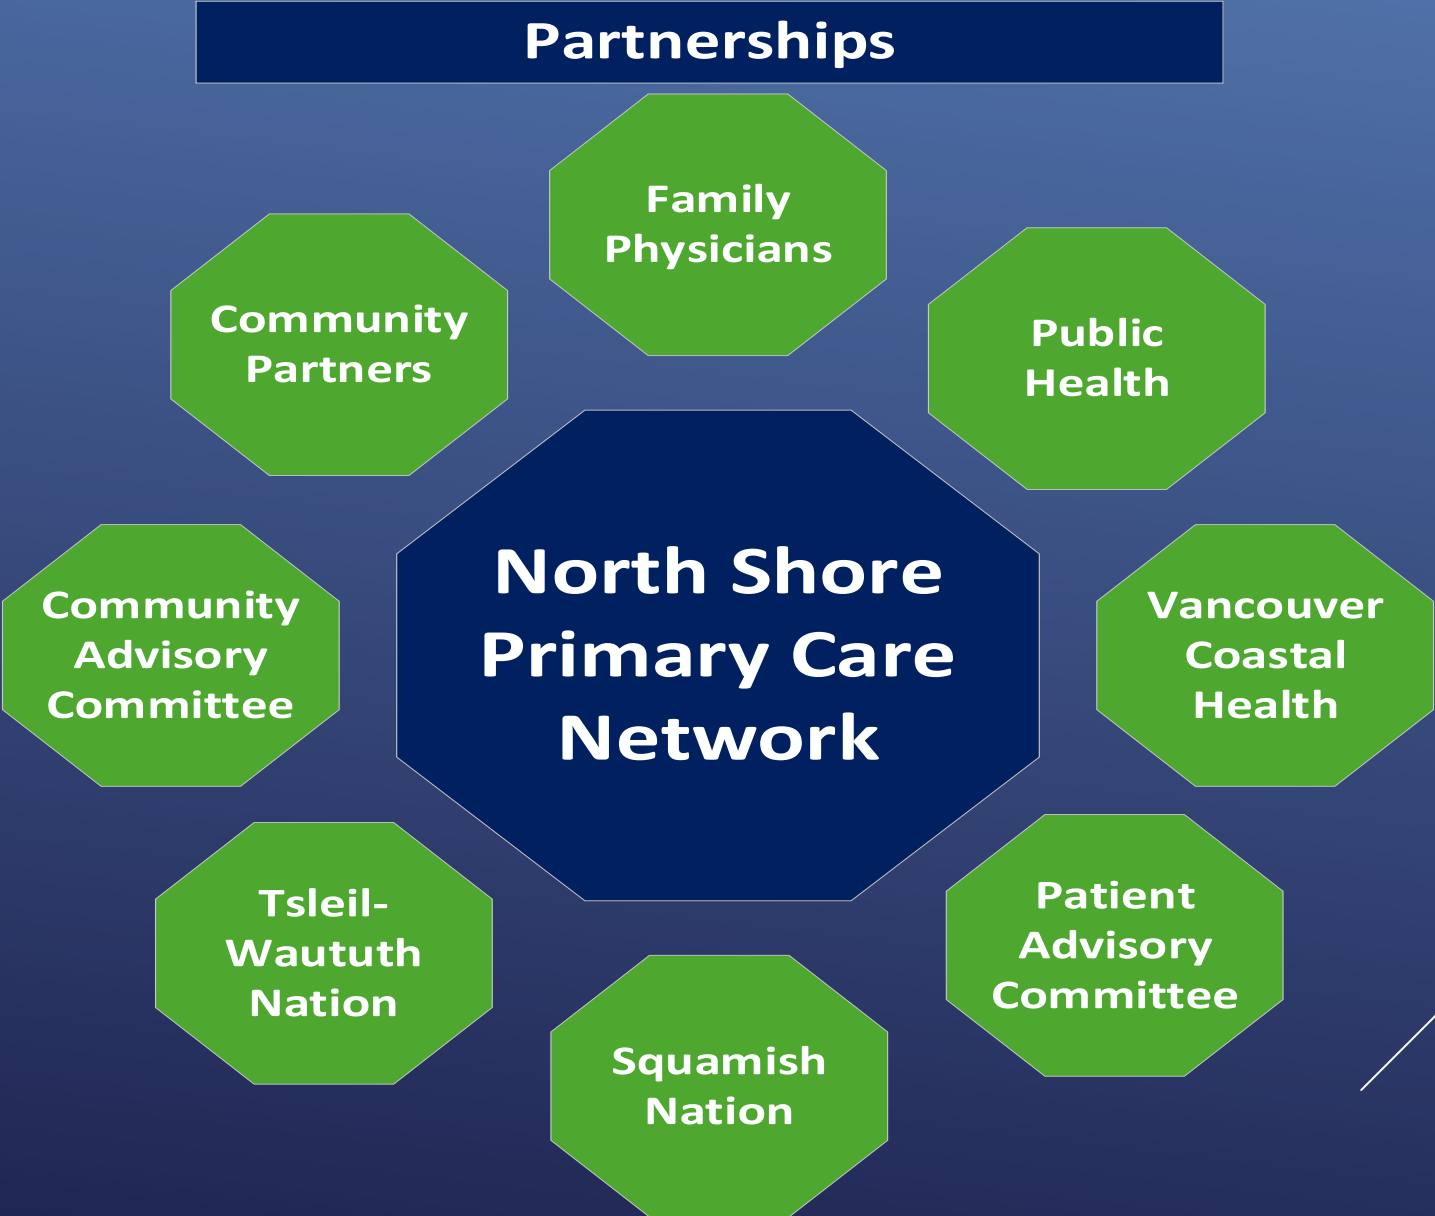 Partnerships
Family
Physicians
Community
Partners
Public
Health
North Shore
Primary Care
Network
Community
Advisory
Committee
Vancouver
Coastal
Health
Tsleil-
Waututh
Nation
Patient
Advisory
Committee
Squamish
Nation